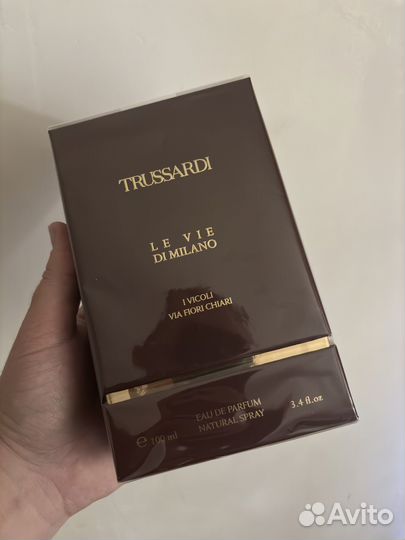 TRUSSARDI
LE VIE
DI MILANO
I VICOLI
VIA FIORI CHIARI
EAU DE PARFUM
NATURAL SPRAY
℮ 100 ml
3.4 fl.oz
Avito